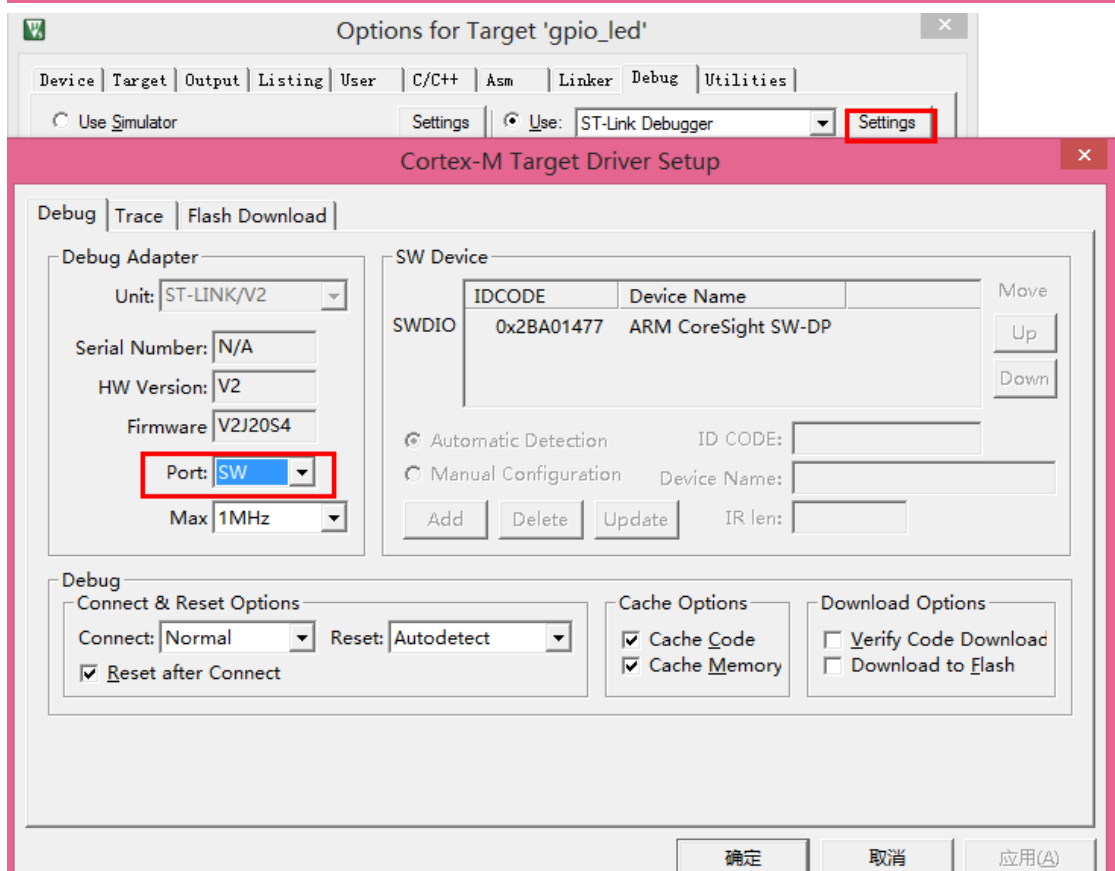 Options for Target 'gpio_led'
Device Target Output Listing User C/C++ Asm Linker Debug Utilities
Use Simulator Settings Use: ST-Link Debugger Settings
Cortex-M Target Driver Setup
Debug Trace Flash Download
Debug Adapter
Unit: ST-LINK/V2
Serial Number: N/A
HW Version: V2
Firmware V2J20S4
Port: SW
Max 1MHz
SW Device
IDCODE Device Name
SWDIO 0x2BA01477 ARM CoreSight SW-DP
Move
Up
Down
Automatic Detection ID CODE:
Manual Configuration Device Name:
Add Delete Update IR len:
Debug
Connect & Reset Options
Connect: Normal Reset: Autodetect
Reset after Connect
Cache Options
Cache Code
Cache Memory
Download Options
Verify Code Download
Download to Flash
确定 取消 应用(A)